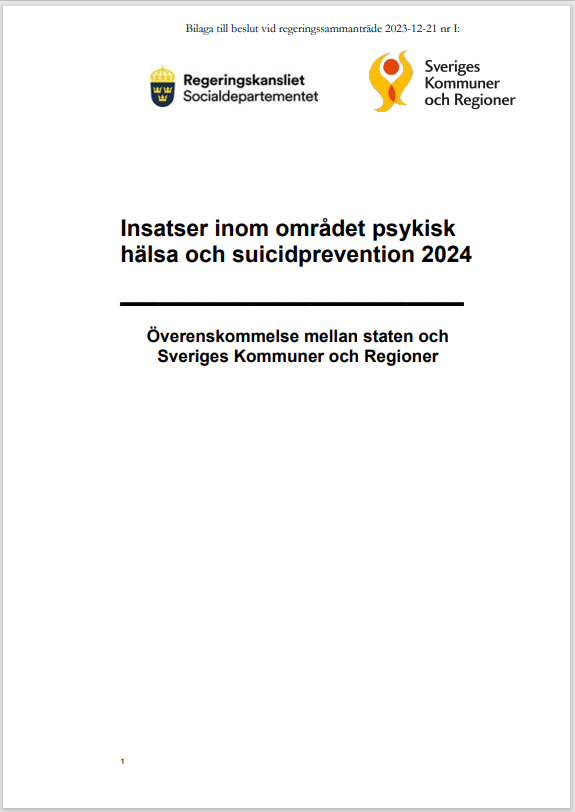 Bilaga till beslut vid regeringssammanträde 2023-12-21 nr I:
Regeringskansliet
Socialdepartementet
Sveriges
Kommuner
och Regioner
Insatser inom området psykisk
hälsa och suicidprevention 2024
Överenskommelse mellan staten och
Sveriges Kommuner och Regioner
1